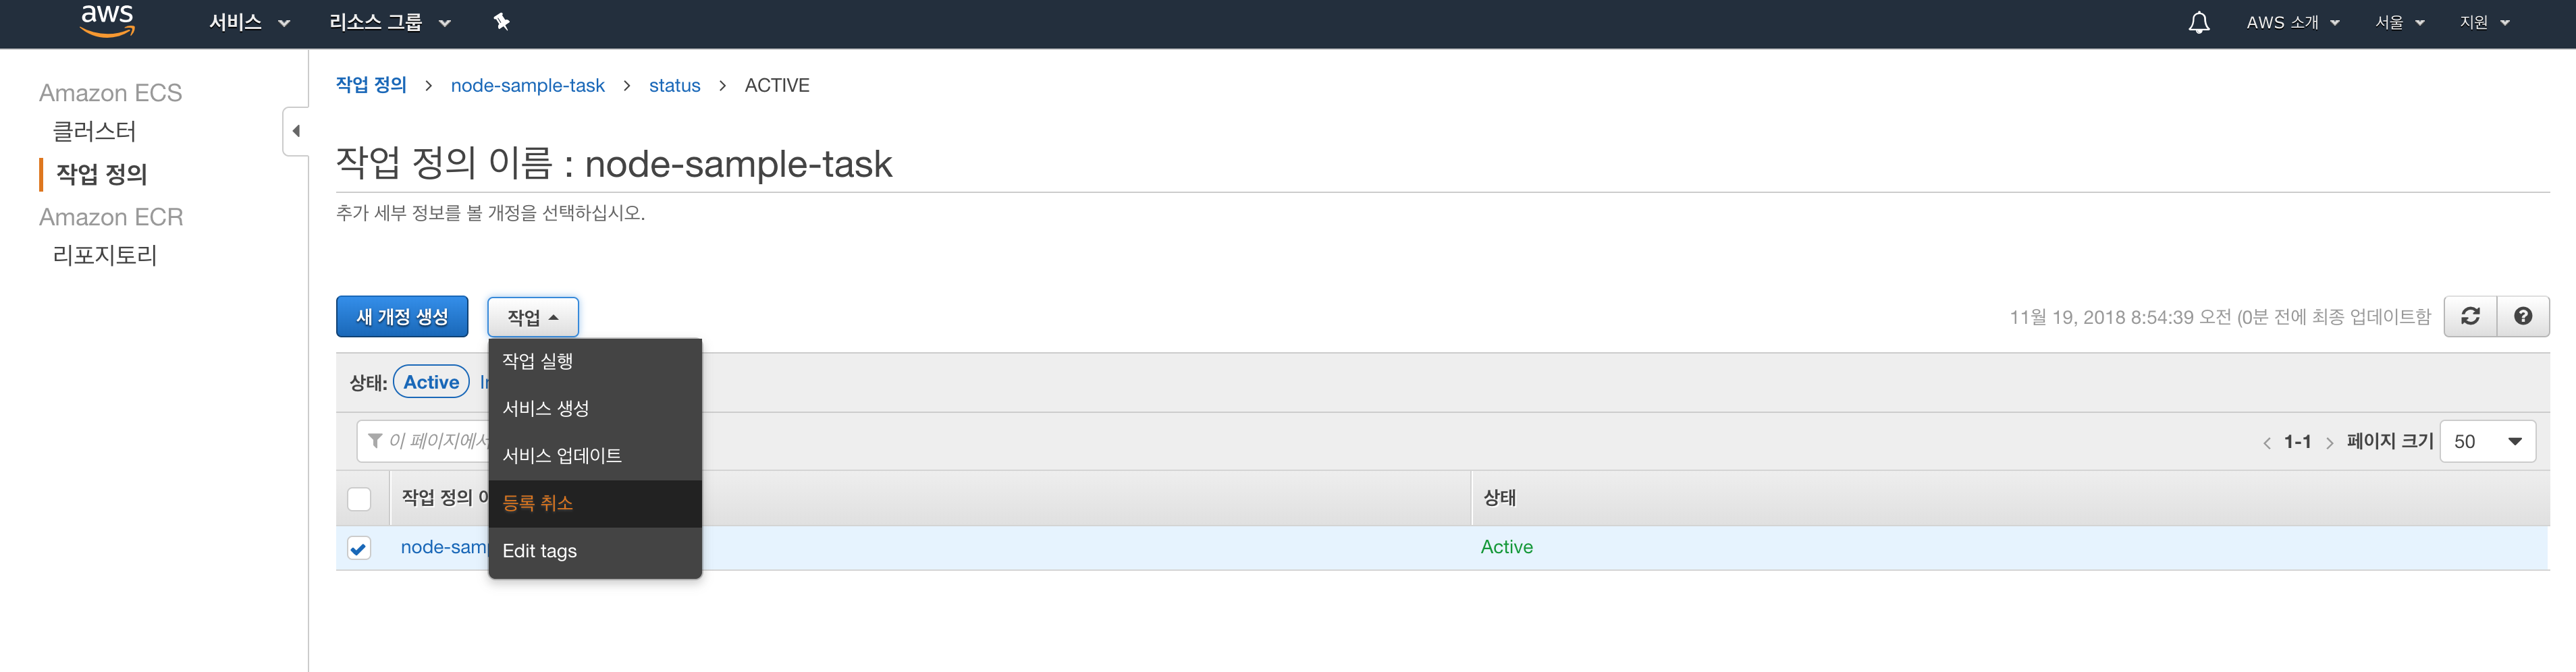 aws 서비스 리소스 그룹 AWS 소개 서울 지원
Amazon ECS
클러스터
작업 정의
Amazon ECR
리포지토리
작업 정의 > node-sample-task > status > ACTIVE
작업 정의 이름 : node-sample-task
추가 세부 정보를 볼 개정을 선택하십시오.
새 개정 생성 작업 11월 19, 2018 8:54:39 오전 (0분 전에 최종 업데이트함
작업 실행
서비스 생성
서비스 업데이트
등록 취소
Edit tags
상태: Active
이 페이지에서 < 1-1 > 페이지 크기 50
작업 정의 상태
node-sam Active